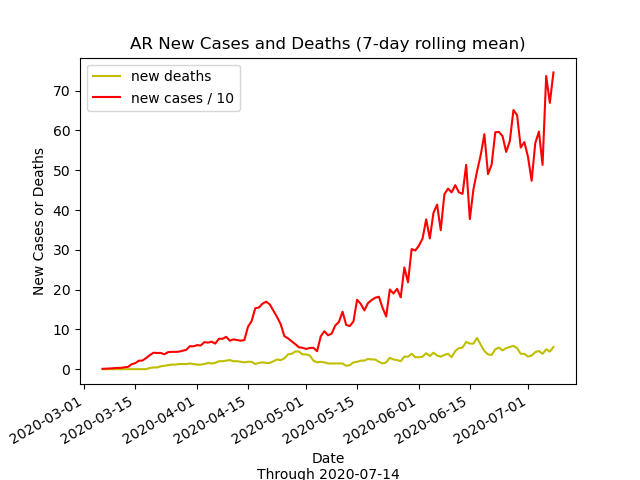 AR New Cases and Deaths (7-day rolling mean)
new deaths
new cases / 10
New Cases or Deaths
70
60
50
40
30
20
10
0
2020-03-01
2020-03-15
2020-04-01
2020-04-15
2020-05-01
2020-05-15
2020-06-01
2020-06-15
2020-07-01
Date
Through 2020-07-14